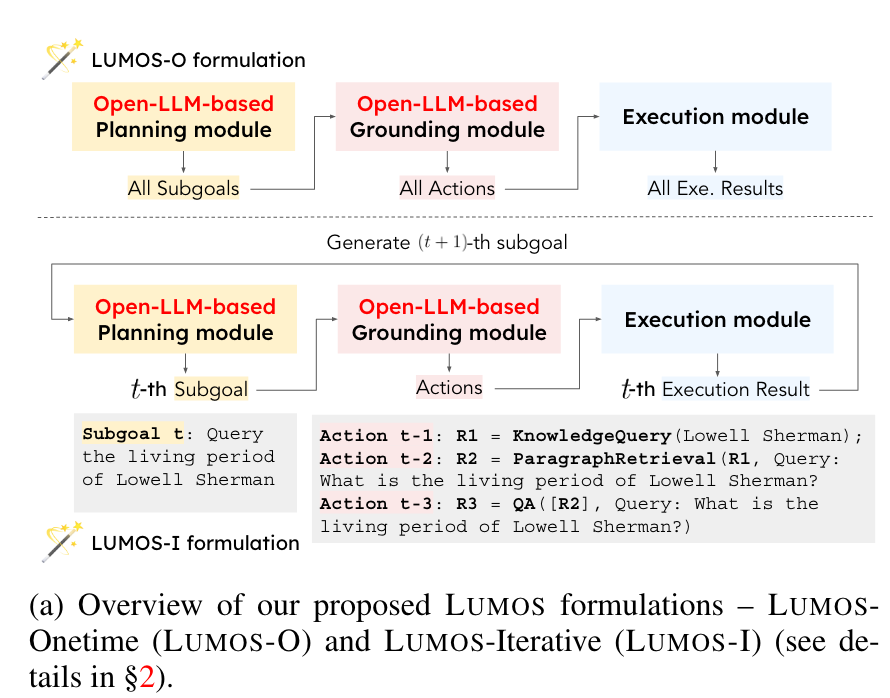 LUMOS-O formulation
Open-LLM-based
Planning module
Open-LLM-based
Grounding module
Execution module
All Subgoals
All Actions
All Exe. Results
Generate (t + 1)-th subgoal
Open-LLM-based
Planning module
Open-LLM-based
Grounding module
Execution module
t-th Subgoal
Actions
t-th Execution Result
Subgoal t: Query
the living period
of Lowell Sherman
Action t-1: R1 = KnowledgeQuery(Lowell Sherman);
Action t-2: R2 = ParagraphRetrieval(R1, Query:
What is the living period of Lowell Sherman?
Action t-3: R3 = QA([R2], Query: What is the
living period of Lowell Sherman?)
LUMOS-I formulation
(a) Overview of our proposed LUMOS formulations – LUMOS-
Onetime (LUMOS-O) and LUMOS-Iterative (LUMOS-I) (see de-
tails in §2).